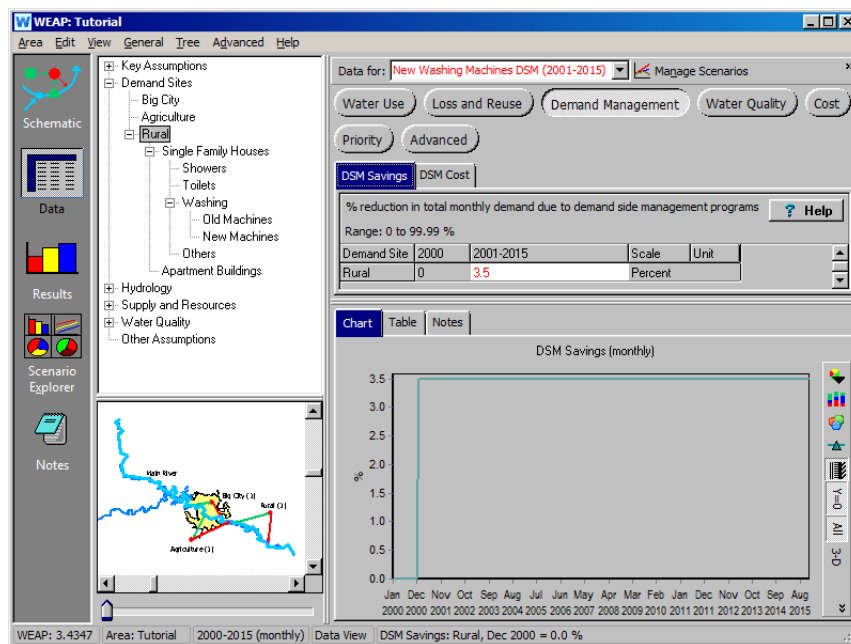 WEAP: Tutorial
Area Edit View General Tree Advanced Help
Schematic
Data
Results
Scenario
Explorer
Notes
Key Assumptions
Demand Sites
Big City
Agriculture
Rural
Single Family Houses
Showers
Toilets
Washing
Old Machines
New Machines
Others
Apartment Buildings
Hydrology
Supply and Resources
Water Quality
Other Assumptions
Main River
Big City (1)
Rural (1)
Agriculture (1)
Data for: New Washing Machines DSM (2001-2015) Manage Scenarios »
Water Use Loss and Reuse Demand Management Water Quality Cost
Priority Advanced
DSM Savings DSM Cost
% reduction in total monthly demand due to demand side management programs ? Help
Range: 0 to 99.99 %
Demand Site 2000 2001-2015 Scale Unit
Rural 0 3.5 Percent
Chart Table Notes
DSM Savings (monthly)
3.5
3.0
2.5
2.0
1.5
1.0
0.5
0.0
%
Jan Dec Nov Oct Sep Aug Jul Jun May Apr Mar Feb Jan Dec Nov Oct Sep Aug
2000 2000 2001 2002 2003 2004 2005 2006 2007 2008 2009 2010 2011 2011 2012 2013 2014 2015
Y=0
All
3-D
WEAP: 3.4347 Area: Tutorial 2000-2015 (monthly) Data View DSM Savings: Rural, Dec 2000 = 0.0 %